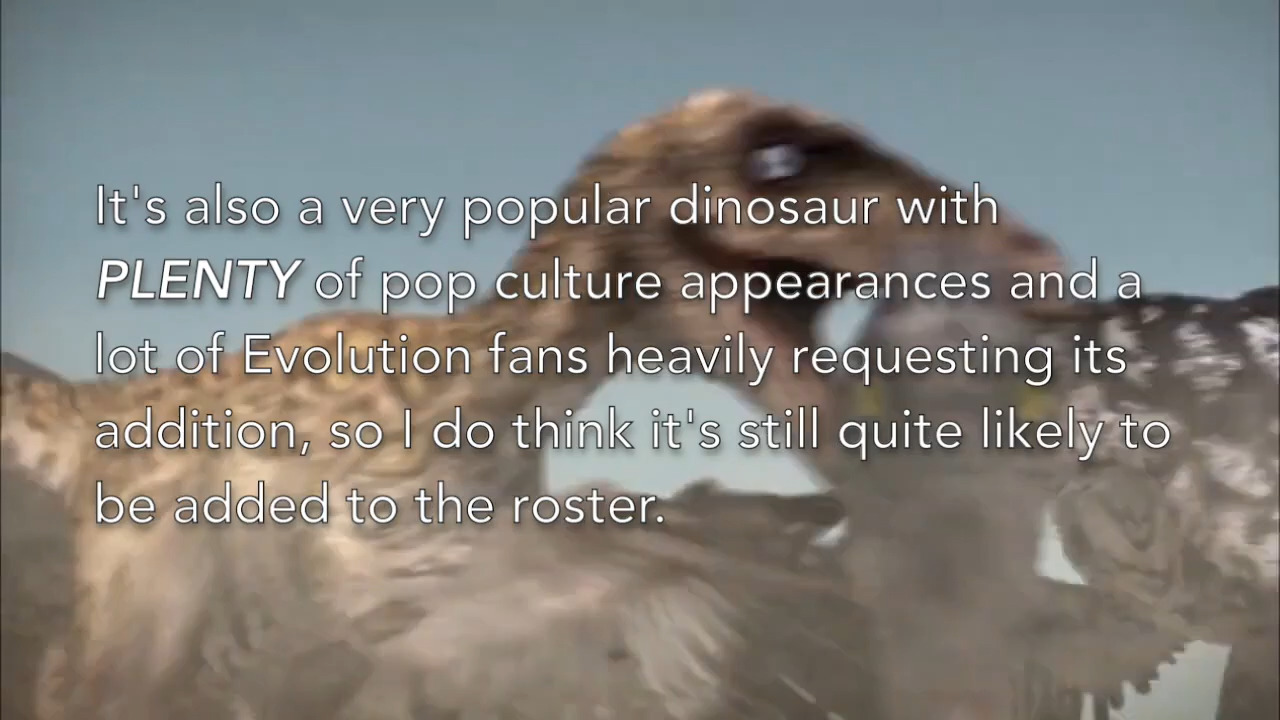 It's also a very popular dinosaur with
PLENTY of pop culture appearances and a
lot of Evolution fans heavily requesting its
addition, so I do think it's still quite likely to
be added to the roster.